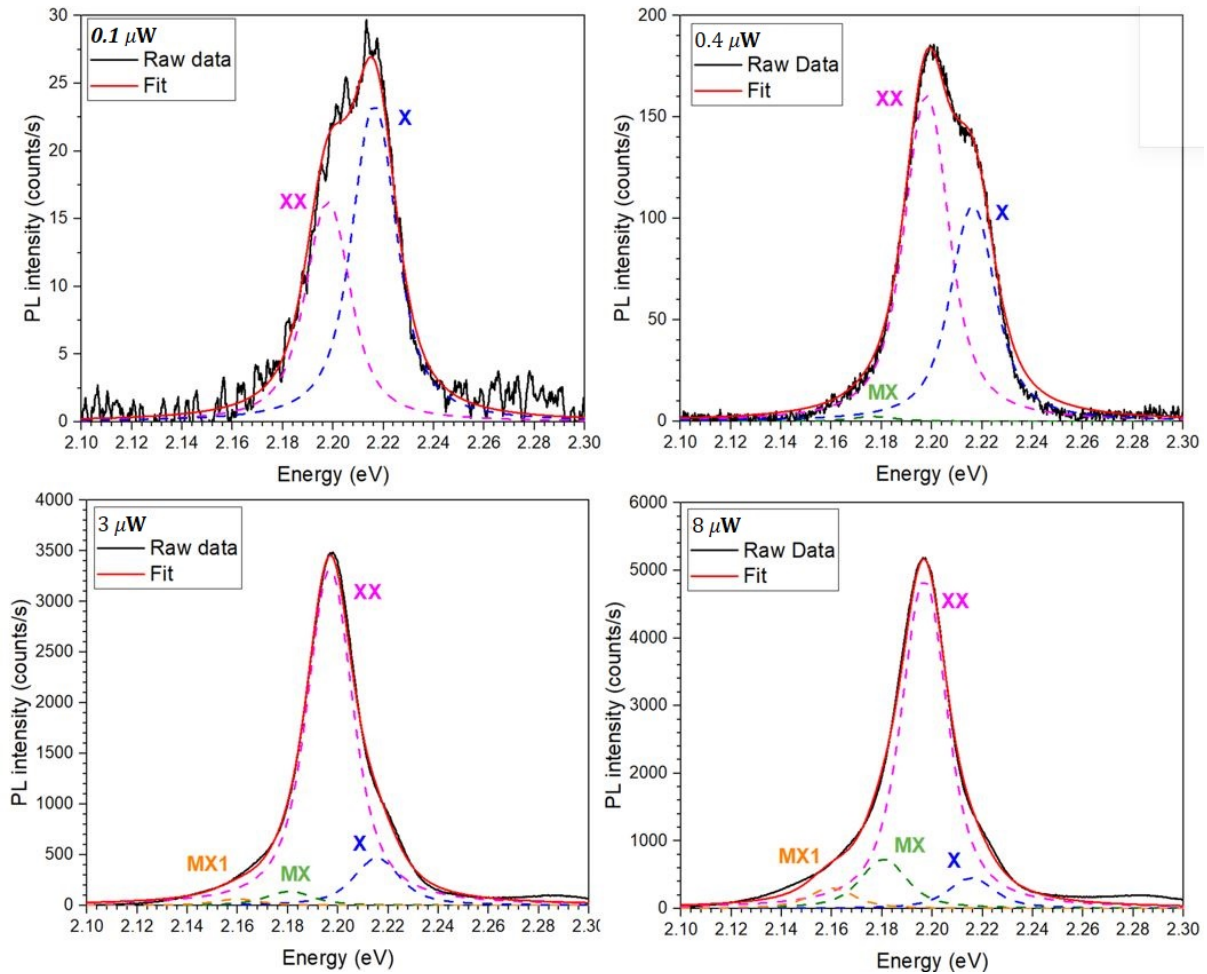 0.1 μW
Raw data
Fit
XX
X
PL intensity (counts/s)
30
25
20
15
10
5
0
2.10 2.12 2.14 2.16 2.18 2.20 2.22 2.24 2.26 2.28 2.30
Energy (eV)
0.4 μW
Raw Data
Fit
XX
X
MX
PL intensity (counts/s)
200
150
100
50
0
2.10 2.12 2.14 2.16 2.18 2.20 2.22 2.24 2.26 2.28 2.30
Energy (eV)
3 μW
Raw data
Fit
XX
X
MX
MX1
PL intensity (counts/s)
4000
3500
3000
2500
2000
1500
1000
500
0
2.10 2.12 2.14 2.16 2.18 2.20 2.22 2.24 2.26 2.28 2.30
Energy (eV)
8 μW
Raw Data
Fit
XX
MX1
MX
X
PL intensity (counts/s)
6000
5000
4000
3000
2000
1000
0
2.10 2.12 2.14 2.16 2.18 2.20 2.22 2.24 2.26 2.28 2.30
Energy (eV)